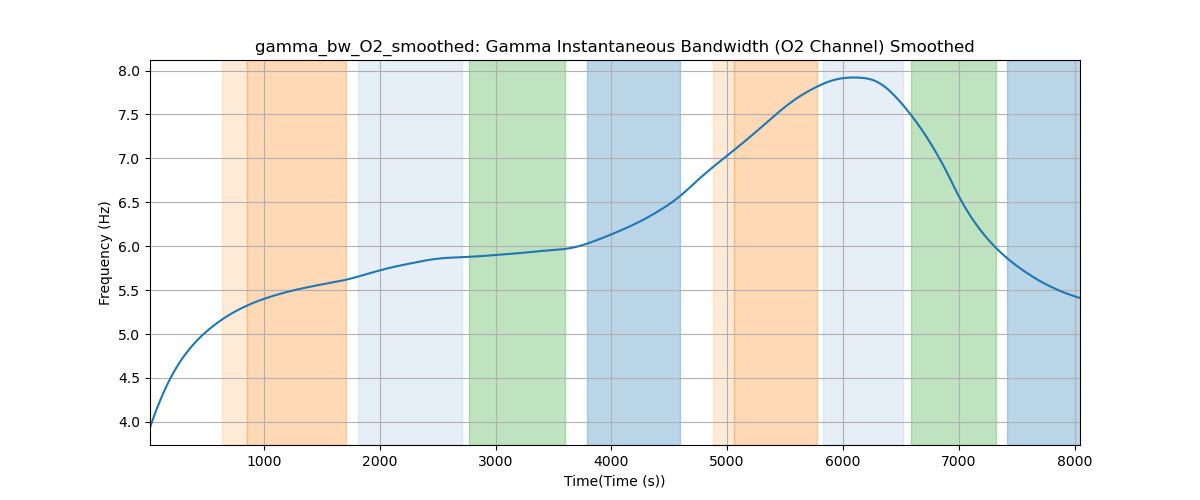 gamma_bw_O2_smoothed: Gamma Instantaneous Bandwidth (O2 Channel) Smoothed
Frequency (Hz)
8.0
7.5
7.0
6.5
6.0
5.5
5.0
4.5
4.0
1000 2000 3000 4000 5000 6000 7000 8000
Time(Time (s))